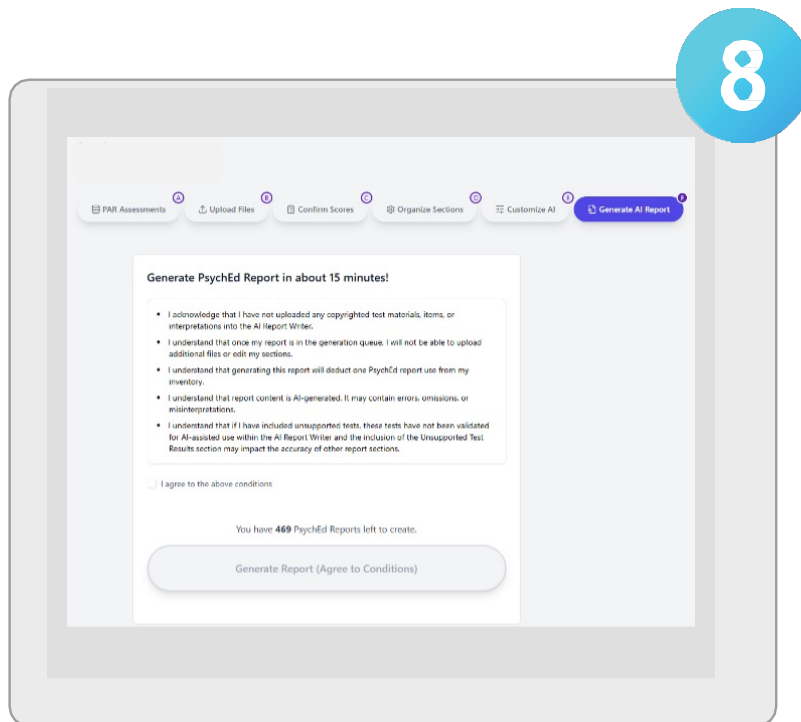 8
A B C D E F
PAR Assessments Upload Files Confirm Scores Organize Sections Customize AI Generate AI Report
Generate PsychEd Report in about 15 minutes!
• I acknowledge that I have not uploaded any copyrighted test materials, items, or
interpretations into the AI Report Writer.
• I understand that once my report is in the generation queue, I will not be able to upload
additional files or edit my sections.
• I understand that generating this report will deduct one PsychEd report use from my
inventory.
• I understand that report content is AI-generated. It may contain errors, omissions, or
misinterpretations.
• I understand that if I have included unsupported tests, these tests have not been validated
for AI-assisted use within the AI Report Writer and the inclusion of the Unsupported Test
Results section may impact the accuracy of other report sections.
I agree to the above conditions
You have 469 PsychEd Reports left to create.
Generate Report (Agree to Conditions)